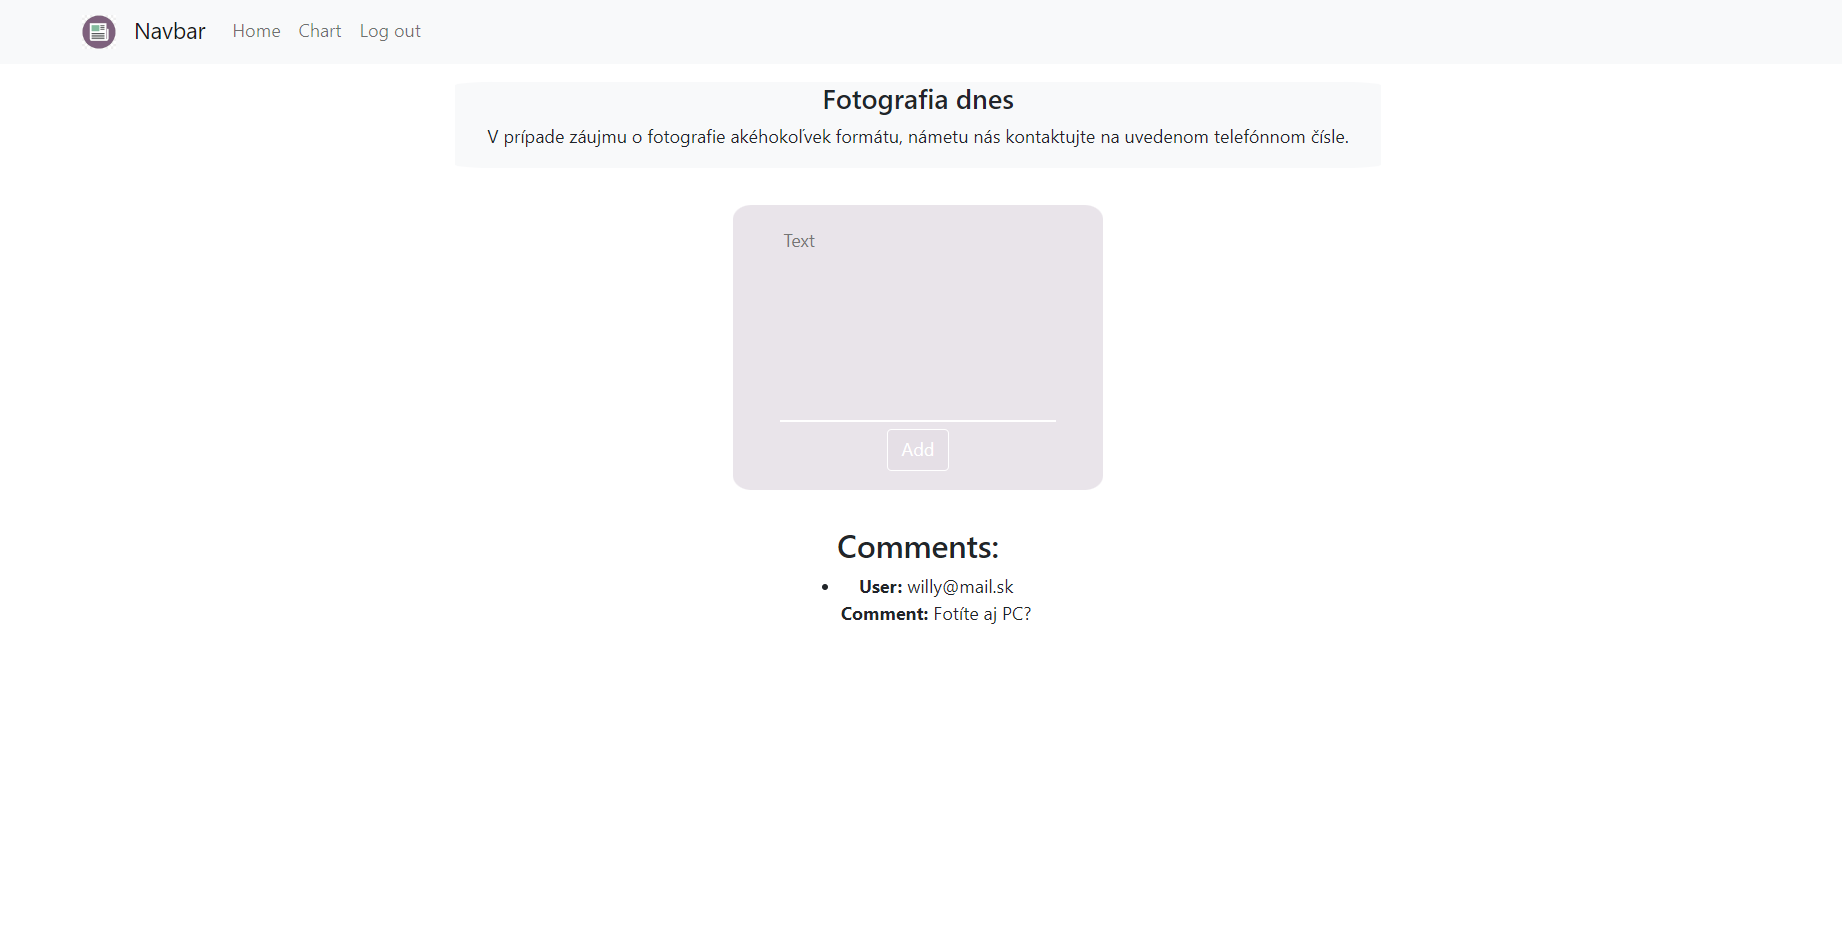 Navbar Home Chart Log out
Fotografia dnes
V prípade záujmu o fotografie akéhokoľvek formátu, námetu nás kontaktujte na uvedenom telefónnom čísle.
Text
Add
Comments:
• User: willy@mail.sk
Comment: Fotíte aj PC?